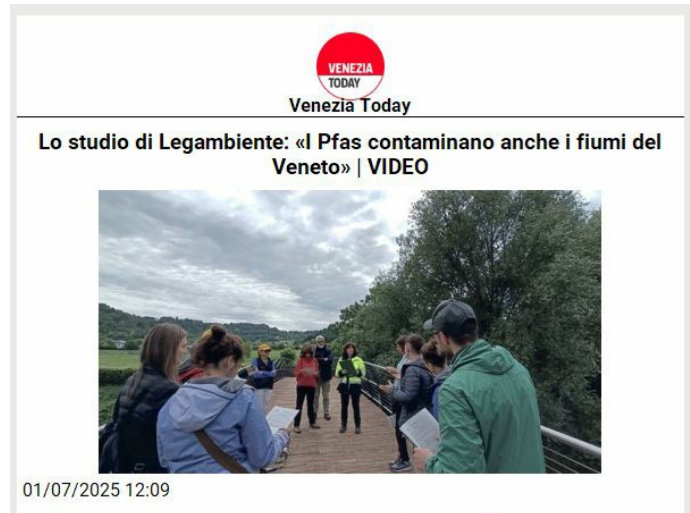 VENEZIA
TODAY
Venezia Today
Lo studio di Legambiente: «I Pfas contaminano anche i fiumi del
Veneto» | VIDEO
01/07/2025 12:09